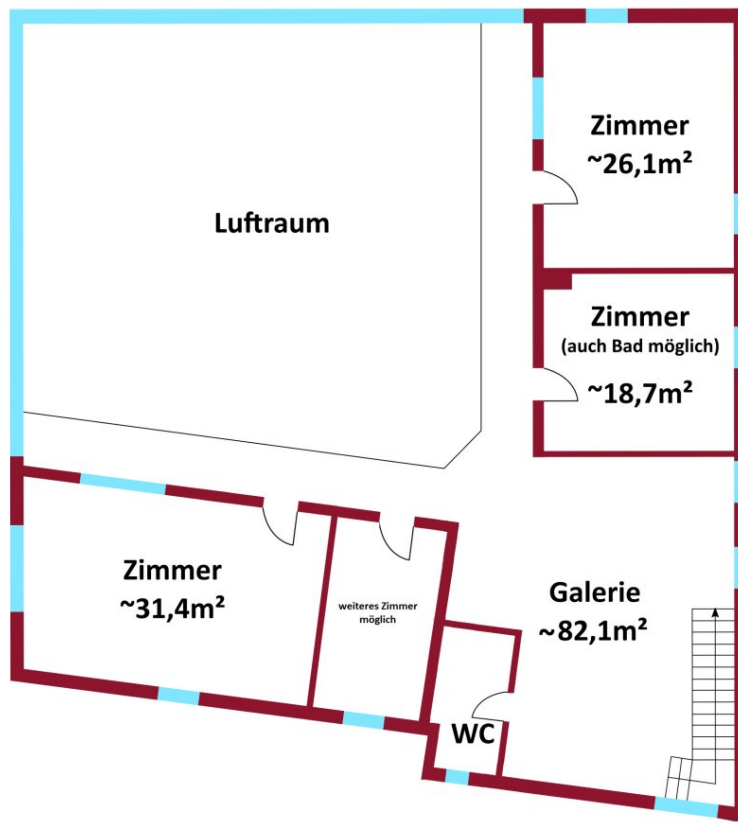 Zimmer
~26,1m²
Luftraum
Zimmer
(auch Bad möglich)
~18,7m²
Zimmer
~31,4m²
weiteres Zimmer
möglich
Galerie
~82,1m²
WC